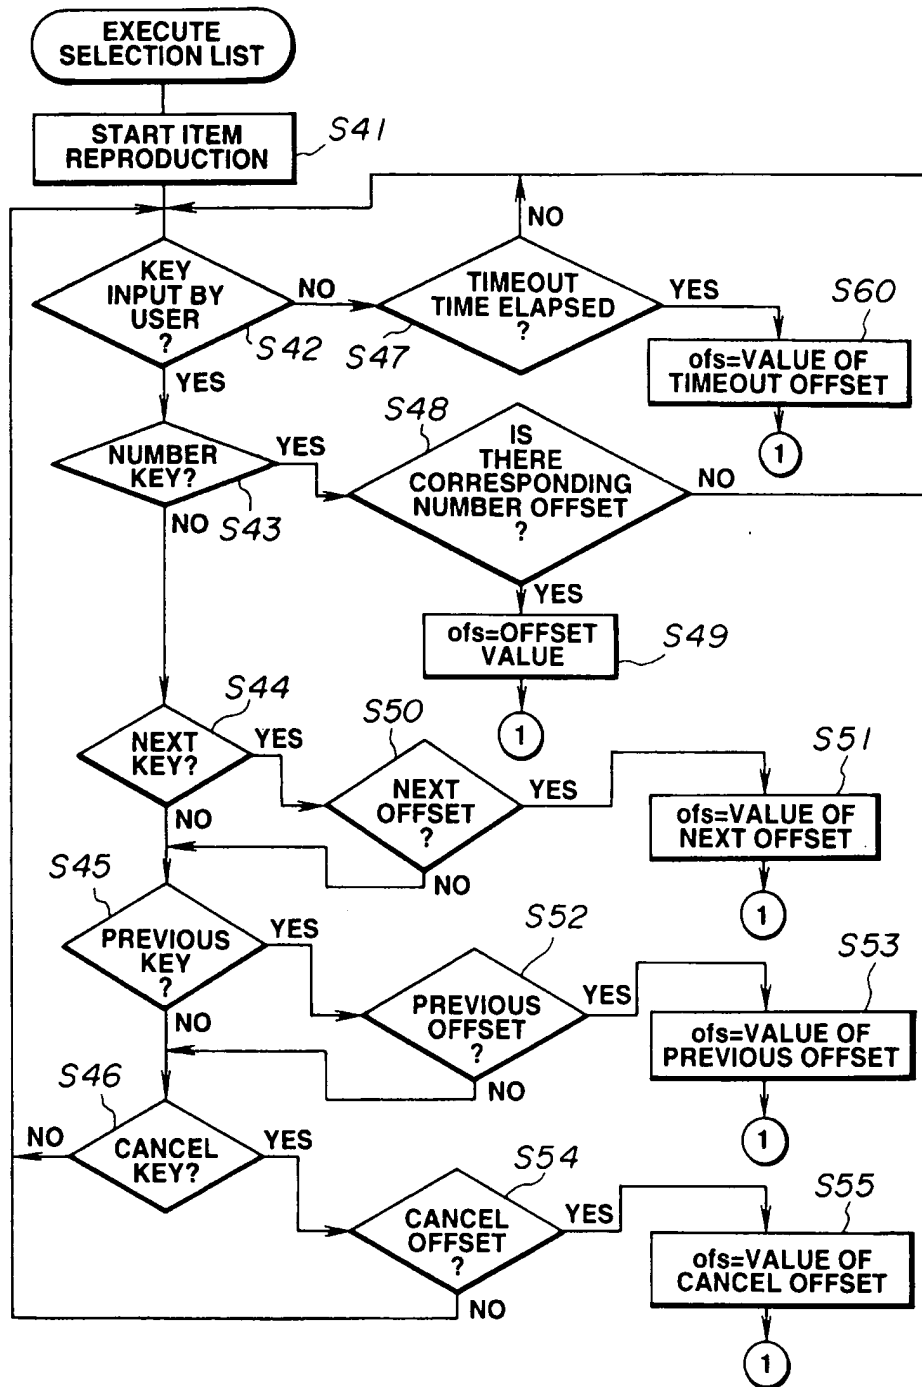 EXECUTE
SELECTION LIST
START ITEM
REPRODUCTION
S41
NO
KEY
INPUT BY
USER
?
NO
S42
TIMEOUT
TIME ELAPSED
?
S47
YES
S60
ofs=VALUE OF
TIMEOUT OFFSET
1
YES
NUMBER
KEY?
YES
S43
NO
S48
IS
THERE
CORRESPONDING
NUMBER OFFSET
?
NO
YES
ofs=OFFSET
VALUE
S49
1
S44
NEXT
KEY?
YES
NO
S50
NEXT
OFFSET
?
YES
NO
S51
ofs=VALUE OF
NEXT OFFSET
1
S45
PREVIOUS
KEY
?
YES
NO
S52
PREVIOUS
OFFSET
?
YES
NO
S53
ofs=VALUE OF
PREVIOUS OFFSET
1
S46
NO
CANCEL
KEY?
YES
S54
CANCEL
OFFSET
?
YES
NO
S55
ofs=VALUE OF
CANCEL OFFSET
1